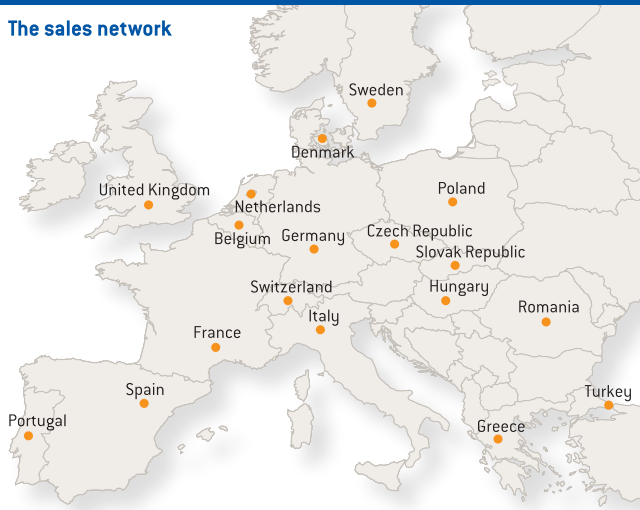 The sales network
Sweden
Denmark
United Kingdom
Poland
Netherlands
Belgium
Germany
Czech Republic
Slovak Republic
Switzerland
Hungary
Italy
Romania
France
Spain
Turkey
Portugal
Greece